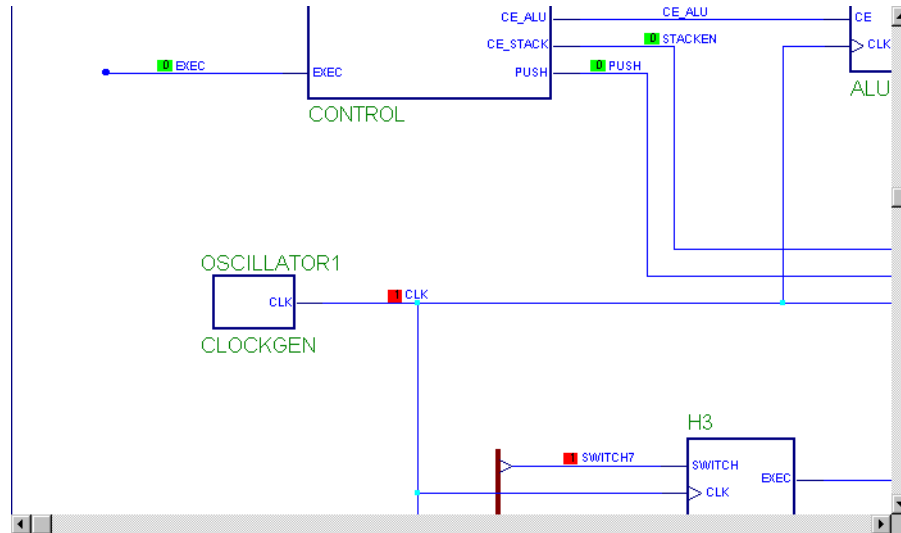 CE_ALU
CE_ALU
CE
CE_STACK
0 STACKEN
CLK
0 EXEC
EXEC
PUSH
0 PUSH
ALU
CONTROL
OSCILLATOR1
CLK
1 CLK
CLOCKGEN
H3
1 SWITCH7
SWITCH
EXEC
CLK